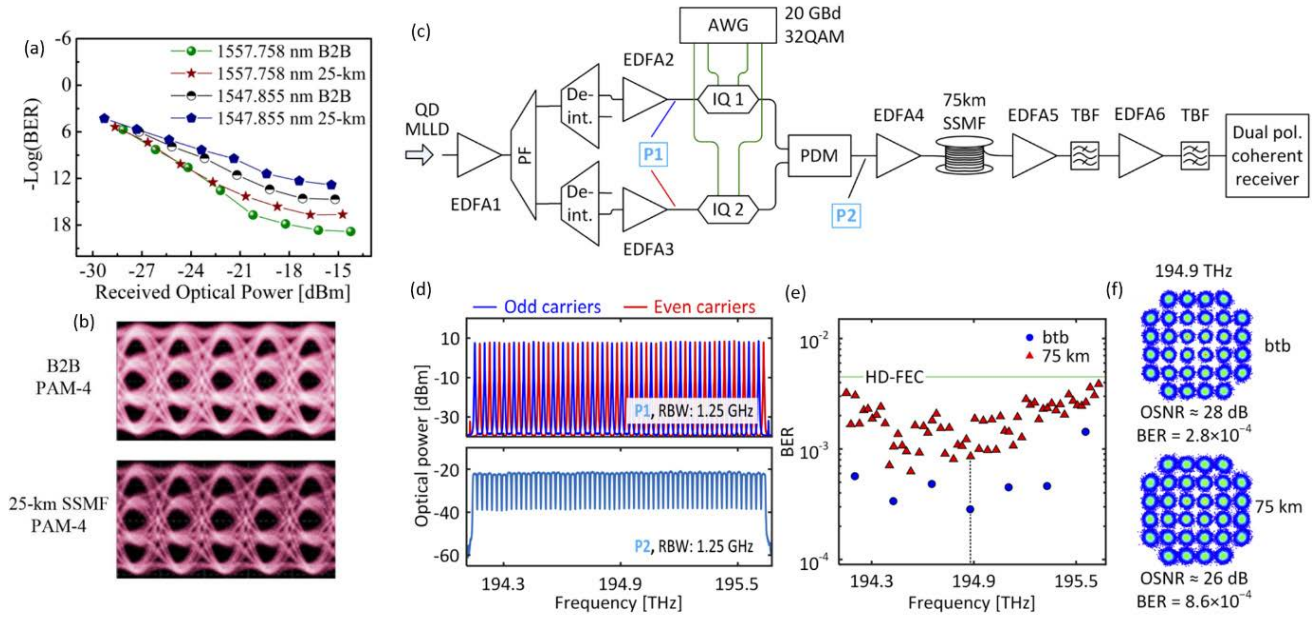 (a)
-6
0
6
12
18
-Log(BER)
1557.758 nm B2B
1557.758 nm 25-km
1547.855 nm B2B
1547.855 nm 25-km
-30 -27 -24 -21 -18 -15
Received Optical Power [dBm]
(b)
B2B
PAM-4
25-km SSMF
PAM-4
(c)
QD
MLLD
EDFA1
PF
De-
int.
De-
int.
EDFA2
EDFA3
P1
AWG
20 GBd
32QAM
IQ 1
IQ 2
PDM
P2
EDFA4
75km
SSMF
EDFA5
TBF
EDFA6
TBF
Dual pol.
coherent
receiver
(d)
Odd carriers
Even carriers
10
-10
-30
P1, RBW: 1.25 GHz
-20
-40
-60
P2, RBW: 1.25 GHz
Optical power [dBm]
194.3 194.9 195.5
Frequency [THz]
(e)
btb
75 km
HD-FEC
10⁻²
10⁻³
10⁻⁴
BER
194.3 194.9 195.5
Frequency [THz]
(f)
194.9 THz
btb
OSNR ≈ 28 dB
BER = 2.8×10⁻⁴
75 km
OSNR ≈ 26 dB
BER = 8.6×10⁻⁴